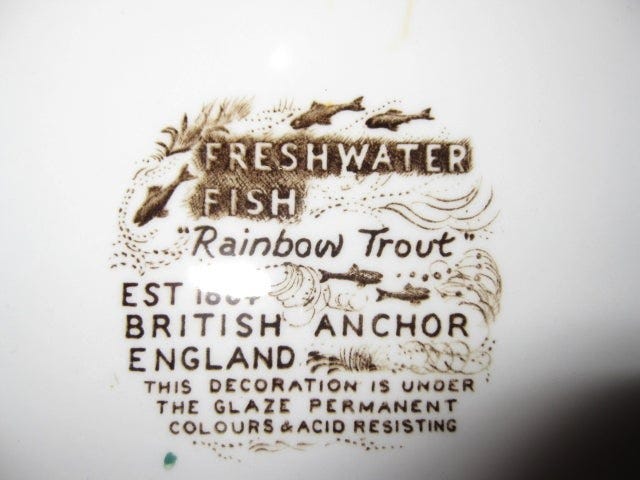 FRESHWATER
FISH
"Rainbow Trout"
EST
BRITISH ANCHOR
ENGLAND
THIS DECORATION IS UNDER
THE GLAZE PERMANENT
COLOURS & ACID RESISTING